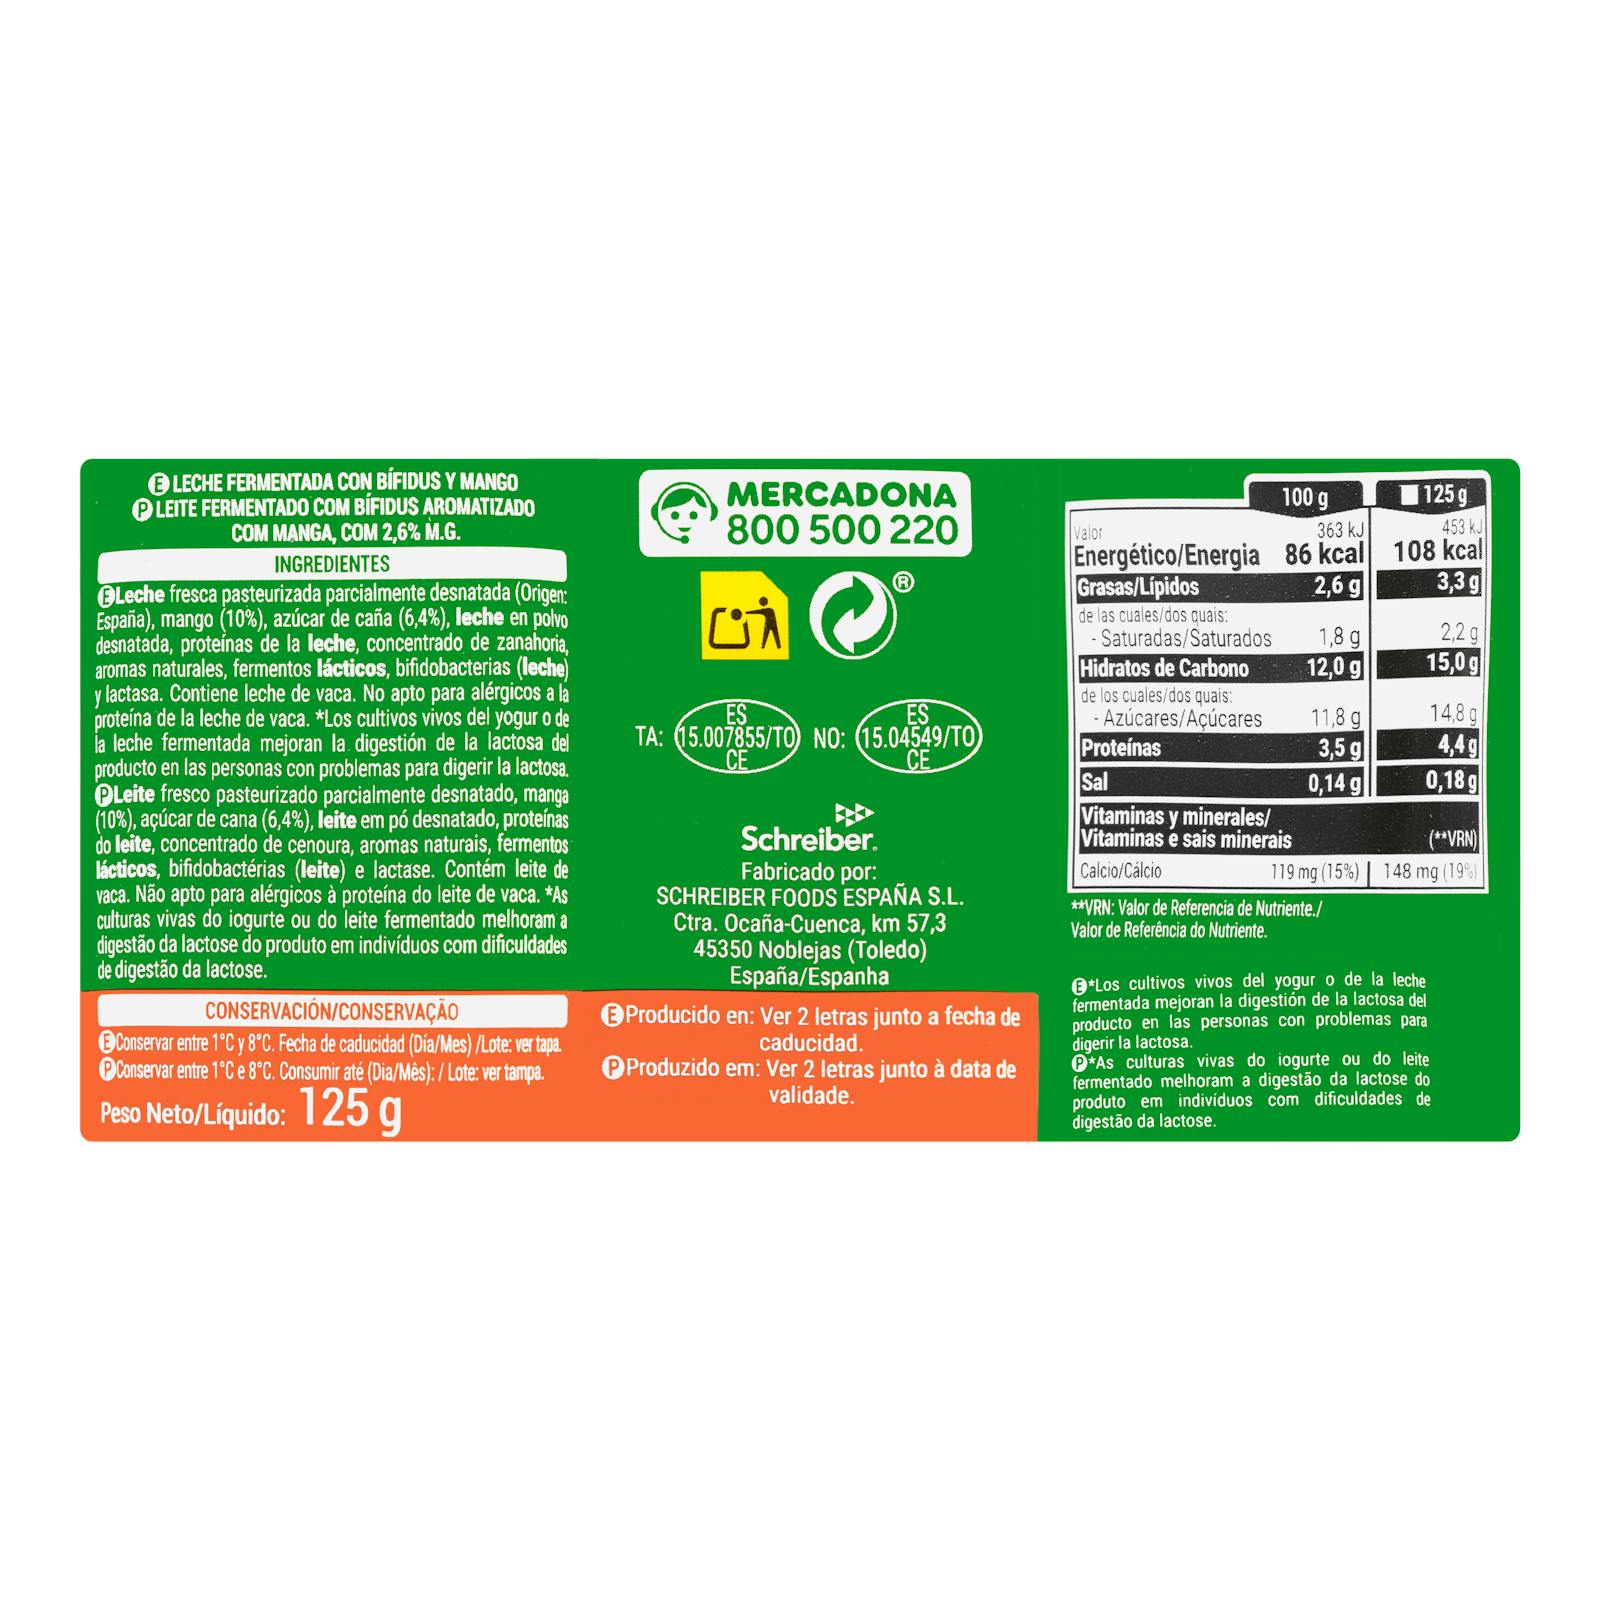 E LECHE FERMENTADA CON BÍFIDUS Y MANGO
P LEITE FERMENTADO COM BÍFIDUS AROMATIZADO
COM MANGA, COM 2,6% M.G.
INGREDIENTES
E Leche fresca pasteurizada parcialmente desnatada (Origen:
España), mango (10%), azúcar de caña (6,4%), leche en polvo
desnatada, proteínas de la leche, concentrado de zanahoria,
aromas naturales, fermentos lácticos, bifidobacterias (leche)
y lactasa. Contiene leche de vaca. No apto para alérgicos a la
proteína de la leche de vaca. *Los cultivos vivos del yogur o de
la leche fermentada mejoran la digestión de la lactosa del
producto en las personas con problemas para digerir la lactosa.
P Leite fresco pasteurizado parcialmente desnatado, manga
(10%), açúcar de cana (6,4%), leite em pó desnatado, proteínas
do leite, concentrado de cenoura, aromas naturais, fermentos
lácticos, bifidobactérias (leite) e lactase. Contém leite de
vaca. Não apto para alérgicos à proteína do leite de vaca. *As
culturas vivas do iogurte ou do leite fermentado melhoram a
digestão da lactose do produto em indivíduos com dificuldades
de digestão da lactose.
CONSERVACIÓN/CONSERVAÇÃO
E Conservar entre 1°C y 8°C. Fecha de caducidad (Día/Mes) /Lote: ver tapa.
P Conservar entre 1°C e 8°C. Consumir até (Dia/Mês): / Lote: ver tampa.
Peso Neto/Líquido: 125 g
MERCADONA
800 500 220
®
TA: ES 15.007855/TO CE NO: ES 15.04549/TO CE
Schreiber.
Fabricado por:
SCHREIBER FOODS ESPAÑA S.L.
Ctra. Ocaña-Cuenca, km 57,3
45350 Noblejas (Toledo)
España/Espanha
E Producido en: Ver 2 letras junto a fecha de
caducidad.
P Produzido em: Ver 2 letras junto à data de
validade.
100 g 125 g
Valor 363 kJ 453 kJ
Energético/Energia 86 kcal 108 kcal
Grasas/Lípidos 2,6 g 3,3 g
de las cuales/dos quais:
- Saturadas/Saturados 1,8 g 2,2 g
Hidratos de Carbono 12,0 g 15,0 g
de los cuales/dos quais:
- Azúcares/Açúcares 11,8 g 14,8 g
Proteínas 3,5 g 4,4 g
Sal 0,14 g 0,18 g
Vitaminas y minerales/
Vitaminas e sais minerais (**VRN)
Calcio/Cálcio 119 mg (15%) 148 mg (19%)
**VRN: Valor de Referencia de Nutriente./
Valor de Referência do Nutriente.
E *Los cultivos vivos del yogur o de la leche
fermentada mejoran la digestión de la lactosa del
producto en las personas con problemas para
digerir la lactosa.
P *As culturas vivas do iogurte ou do leite
fermentado melhoram a digestão da lactose do
produto em indivíduos com dificuldades de
digestão da lactose.